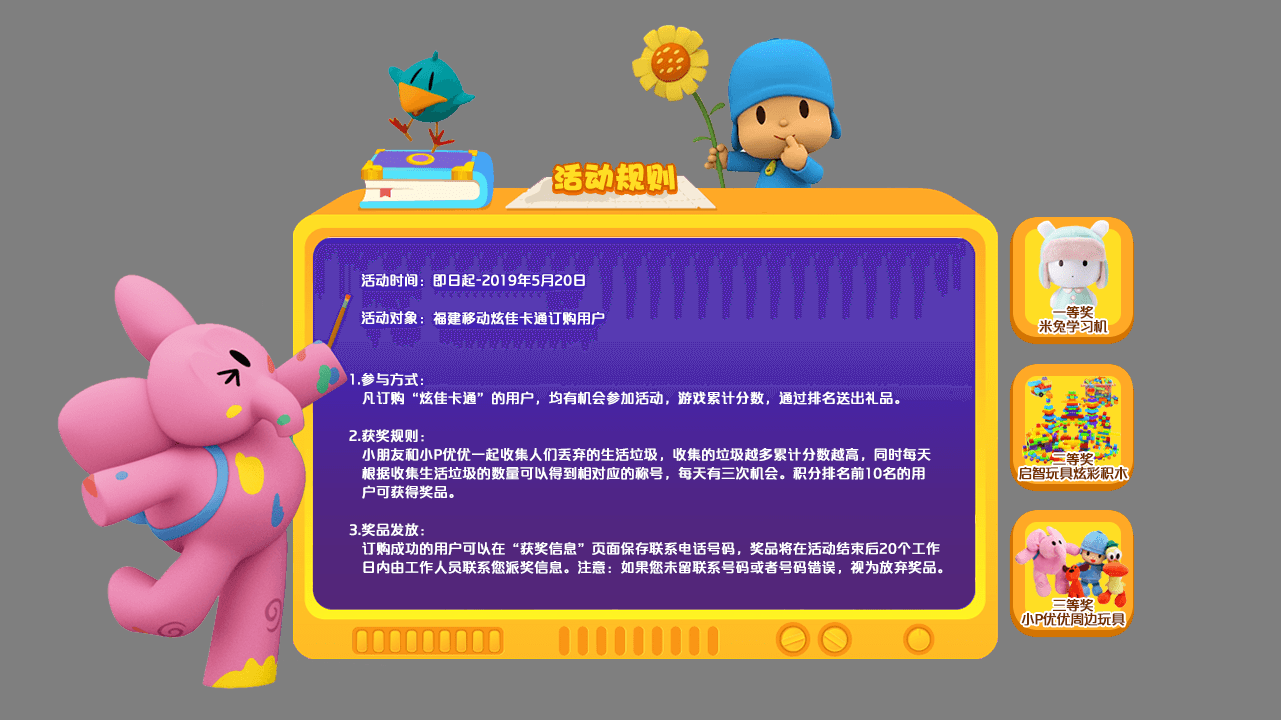 活动规则
活动时间：即日起-2019年5月20日
活动对象：福建移动炫佳卡通订购用户
1.参与方式：
凡订购“炫佳卡通”的用户，均有机会参加活动，游戏累计分数，通过排名送出礼品。
2.获奖规则：
小朋友和小P优优一起收集人们丢弃的生活垃圾，收集的垃圾越多累计分数越高，同时每天
根据收集生活垃圾的数量可以得到相对应的称号，每天有三次机会。积分排名前10名的用
户可获得奖品。
3.奖品发放：
订购成功的用户可以在“获奖信息”页面保存联系电话号码，奖品将在活动结束后20个工作
日内由工作人员联系您派奖信息。注意：如果您未留联系号码或者号码错误，视为放弃奖品。
一等奖
米兔学习机
二等奖
启智玩具炫彩积木
三等奖
小P优优周边玩具